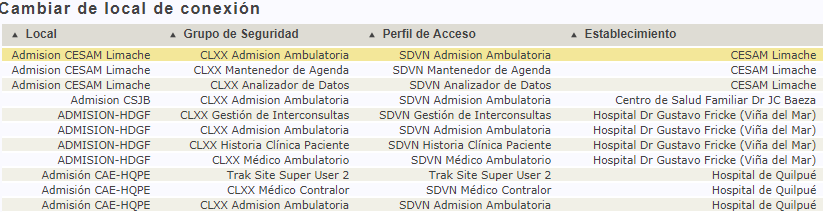 Cambiar de local de conexión
▲ Local ▲ Grupo de Seguridad ▲ Perfil de Acceso ▲ Establecimiento
Admision CESAM Limache CLXX Admision Ambulatoria SDVN Admision Ambulatoria CESAM Limache
Admision CESAM Limache CLXX Mantenedor de Agenda SDVN Mantenedor de Agenda CESAM Limache
Admision CESAM Limache CLXX Analizador de Datos SDVN Analizador de Datos CESAM Limache
Admision CSJB CLXX Admision Ambulatoria SDVN Admision Ambulatoria Centro de Salud Familiar Dr JC Baeza
ADMISION-HDGF CLXX Gestión de Interconsultas SDVN Gestión de Interconsultas Hospital Dr Gustavo Fricke (Viña del Mar)
ADMISION-HDGF CLXX Admision Ambulatoria SDVN Admision Ambulatoria Hospital Dr Gustavo Fricke (Viña del Mar)
ADMISION-HDGF CLXX Historia Clínica Paciente SDVN Historia Clínica Paciente Hospital Dr Gustavo Fricke (Viña del Mar)
ADMISION-HDGF CLXX Médico Ambulatorio SDVN Médico Ambulatorio Hospital Dr Gustavo Fricke (Viña del Mar)
Admisión CAE-HQPE Trak Site Super User 2 Trak Site Super User 2 Hospital de Quilpué
Admisión CAE-HQPE CLXX Médico Contralor SDVN Médico Contralor Hospital de Quilpué
Admisión CAE-HQPE CLXX Admision Ambulatoria SDVN Admision Ambulatoria Hospital de Quilpué